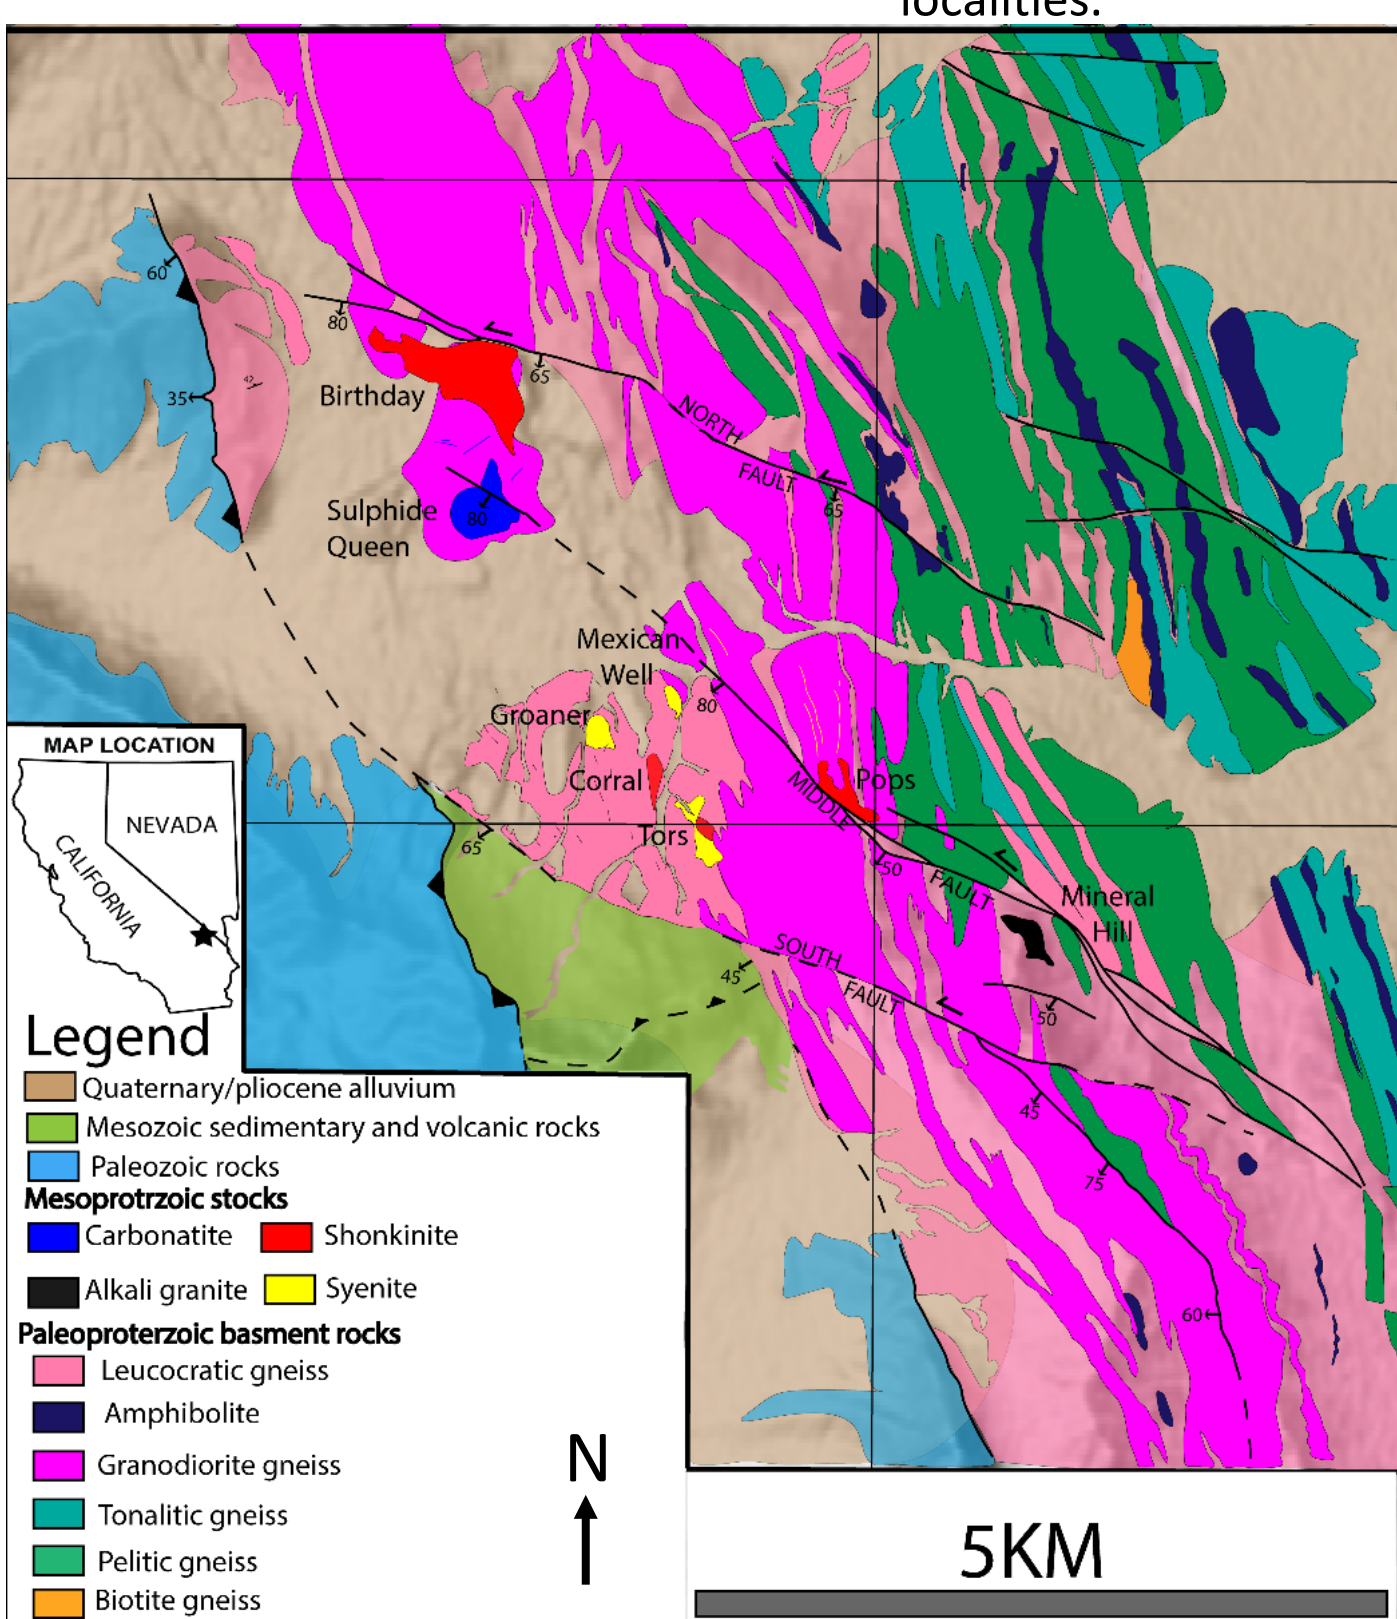 localities.
60
80
35
42
65
Birthday
NORTH
FAULT
65
Sulphide
Queen
80
Mexican
Well
80
Groaner
Corral
Pops
MIDDLE
Tors
65
50
FAULT
Mineral
Hill
SOUTH
45
FAULT
50
45
75
60
MAP LOCATION
NEVADA
CALIFORNIA
Legend
Quaternary/pliocene alluvium
Mesozoic sedimentary and volcanic rocks
Paleozoic rocks
Mesoprotrzoic stocks
Carbonatite Shonkinite
Alkali granite Syenite
Paleoproterzoic basment rocks
Leucocratic gneiss
Amphibolite
Granodiorite gneiss
Tonalitic gneiss
Pelitic gneiss
Biotite gneiss
N
5KM